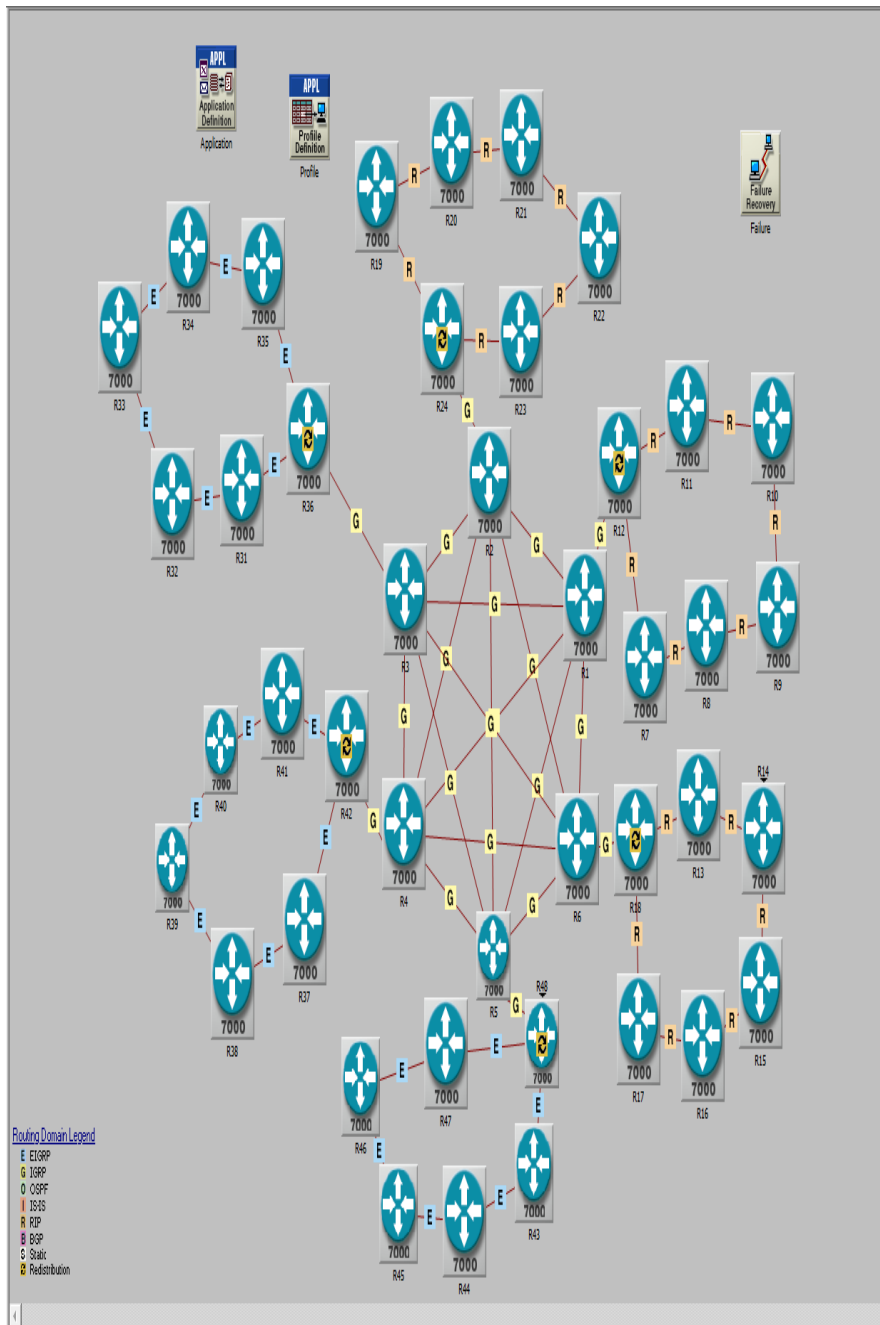 APPL
Application
Definition
Application
APPL
Profile
Definition
Profile
Failure
Recovery
Failure
7000
R19
R
7000
R20
R
7000
R21
R
7000
R22
R
R
7000
R24
R
7000
R23
G
7000
R34
E
7000
R35
E
7000
R33
E
E
7000
R36
E
7000
R31
E
7000
R32
G
7000
R12
R
7000
R11
R
7000
R10
R
G
R
7000
R7
R
7000
R8
R
7000
R9
7000
R2
G
G
7000
R3
G
7000
R1
G
G
G
G
G
G
G
G
G
7000
R4
G
7000
R6
G
G
7000
R5
G
7000
R40
E
7000
R41
E
7000
R42
G
E
E
7000
R39
E
7000
R38
E
7000
R37
G
7000
R18
R
7000
R13
R
R14
7000
R
R
7000
R17
R
7000
R16
R
7000
R15
R48
7000
E
E
7000
R47
E
7000
R46
E
7000
R45
E
7000
R44
E
7000
R43
Routing Domain Legend
E EIGRP
G IGRP
O OSPF
I IS-IS
R RIP
B BGP
S Static
Redistribution